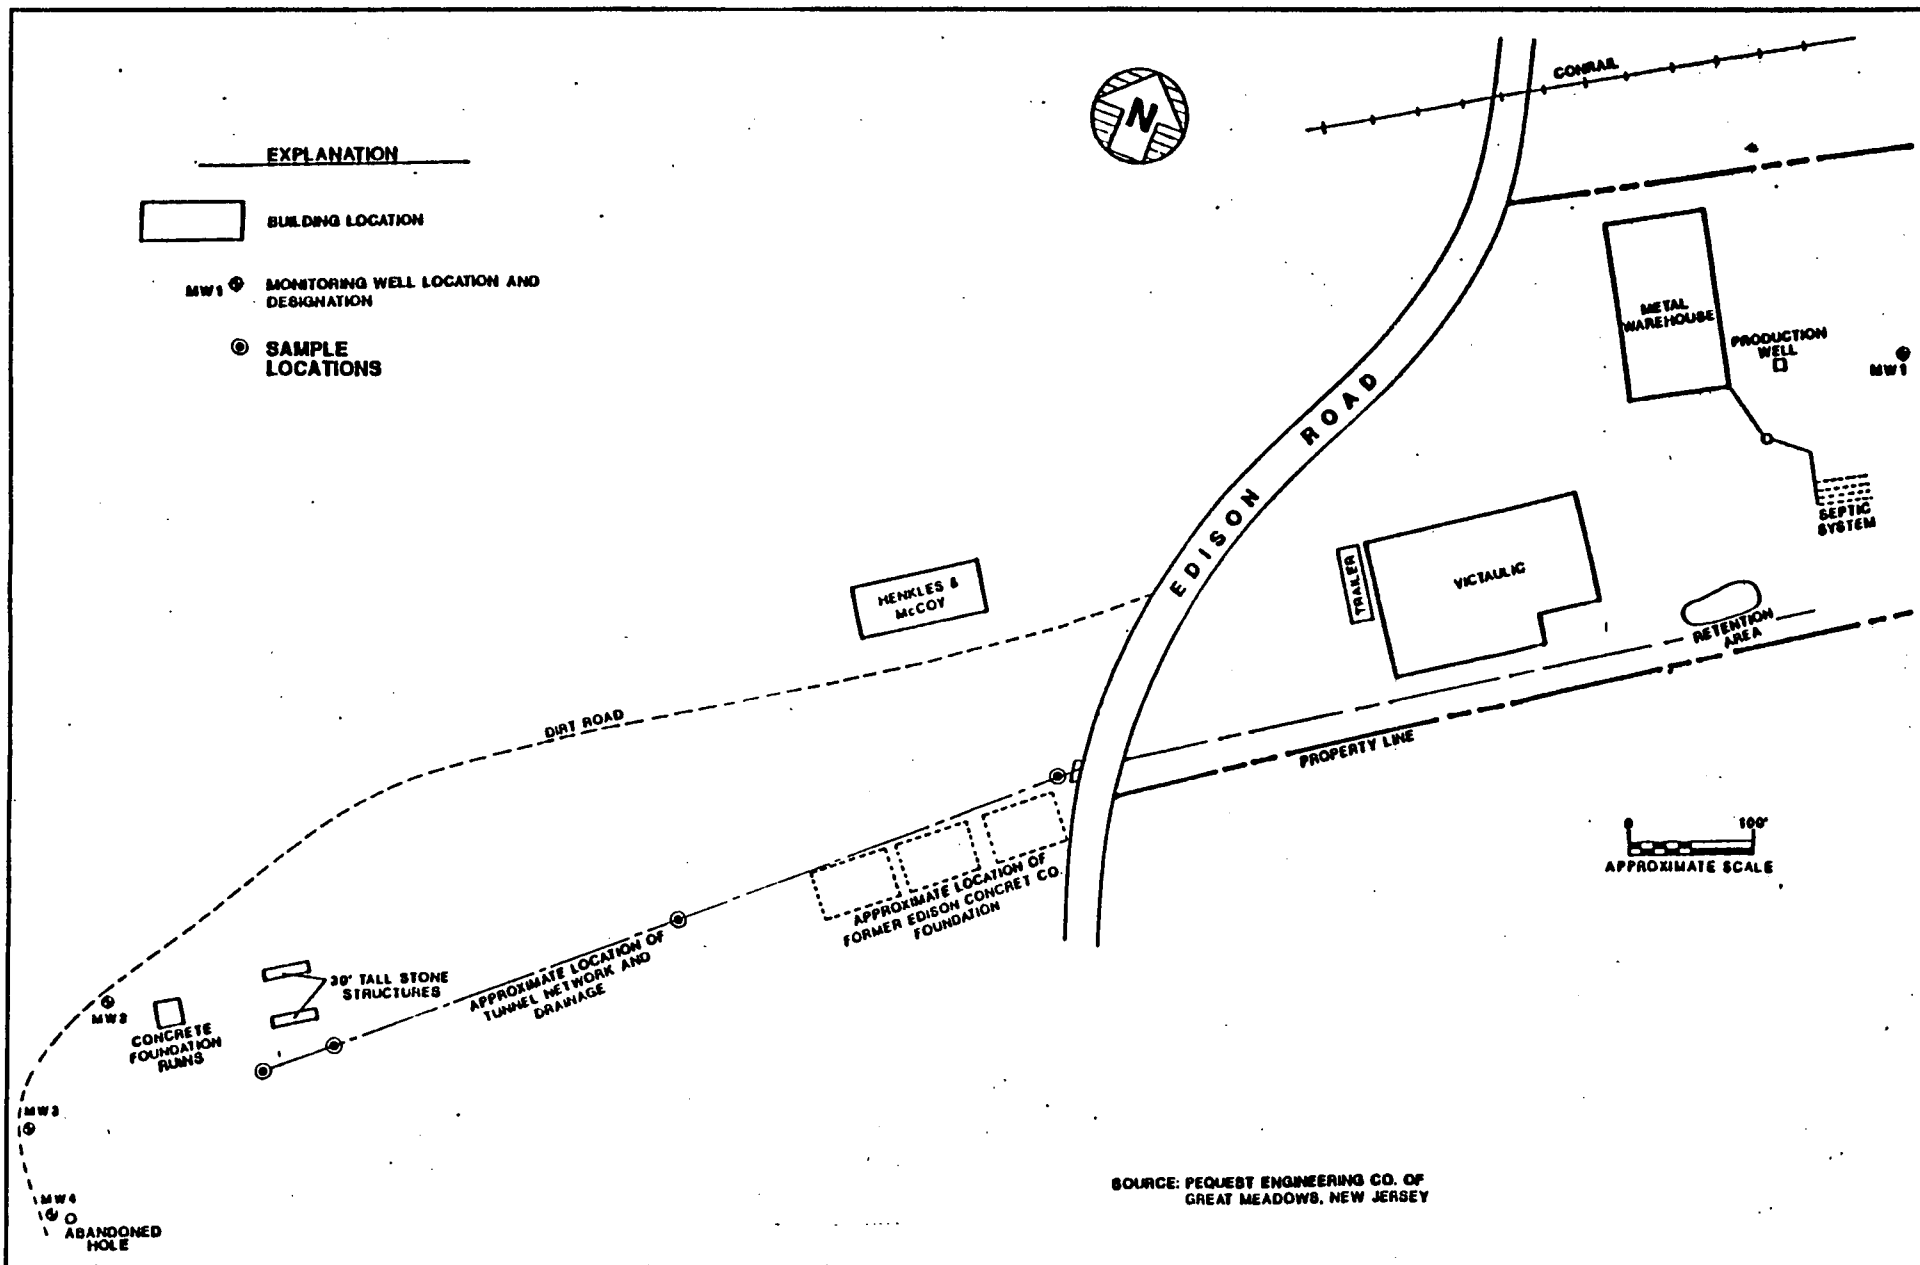 N
CONRAIL
EXPLANATION
BUILDING LOCATION
MW1
MONITORING WELL LOCATION AND
DESIGNATION
SAMPLE
LOCATIONS
METAL
WAREHOUSE
PRODUCTION
WELL
MW1
EDISON ROAD
SEPTIC
SYSTEM
HENKLES &
McCOY
TRAILER
VICTAULIC
RETENTION
AREA
DIRT ROAD
PROPERTY LINE
0 100'
APPROXIMATE SCALE
APPROXIMATE LOCATION OF
FORMER EDISON CONCRET CO.
FOUNDATION
APPROXIMATE LOCATION OF
TUNNEL NETWORK AND
DRAINAGE
30' TALL STONE
STRUCTURES
CONCRETE
FOUNDATION
RUINS
MW3
MW4
ABANDONED
HOLE
SOURCE: PEQUEST ENGINEERING CO. OF
GREAT MEADOWS, NEW JERSEY